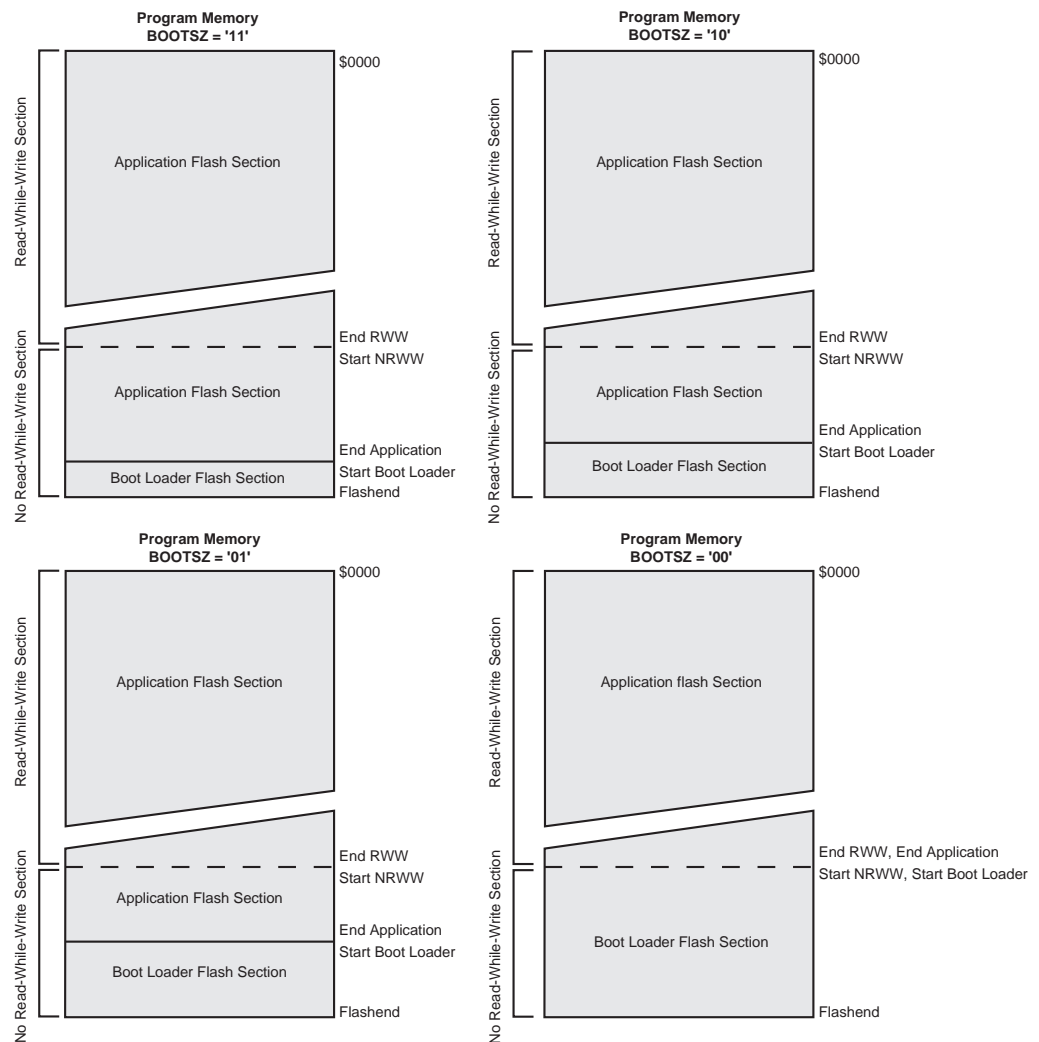 Program Memory
BOOTSZ = '11'
$0000
Read-While-Write Section
Application Flash Section
End RWW
Start NRWW
No Read-While-Write Section
Application Flash Section
End Application
Start Boot Loader
Boot Loader Flash Section
Flashend
Program Memory
BOOTSZ = '10'
$0000
Read-While-Write Section
Application Flash Section
End RWW
Start NRWW
No Read-While-Write Section
Application Flash Section
End Application
Start Boot Loader
Boot Loader Flash Section
Flashend
Program Memory
BOOTSZ = '01'
$0000
Read-While-Write Section
Application Flash Section
End RWW
Start NRWW
No Read-While-Write Section
Application Flash Section
End Application
Start Boot Loader
Boot Loader Flash Section
Flashend
Program Memory
BOOTSZ = '00'
$0000
Read-While-Write Section
Application flash Section
End RWW, End Application
Start NRWW, Start Boot Loader
No Read-While-Write Section
Boot Loader Flash Section
Flashend